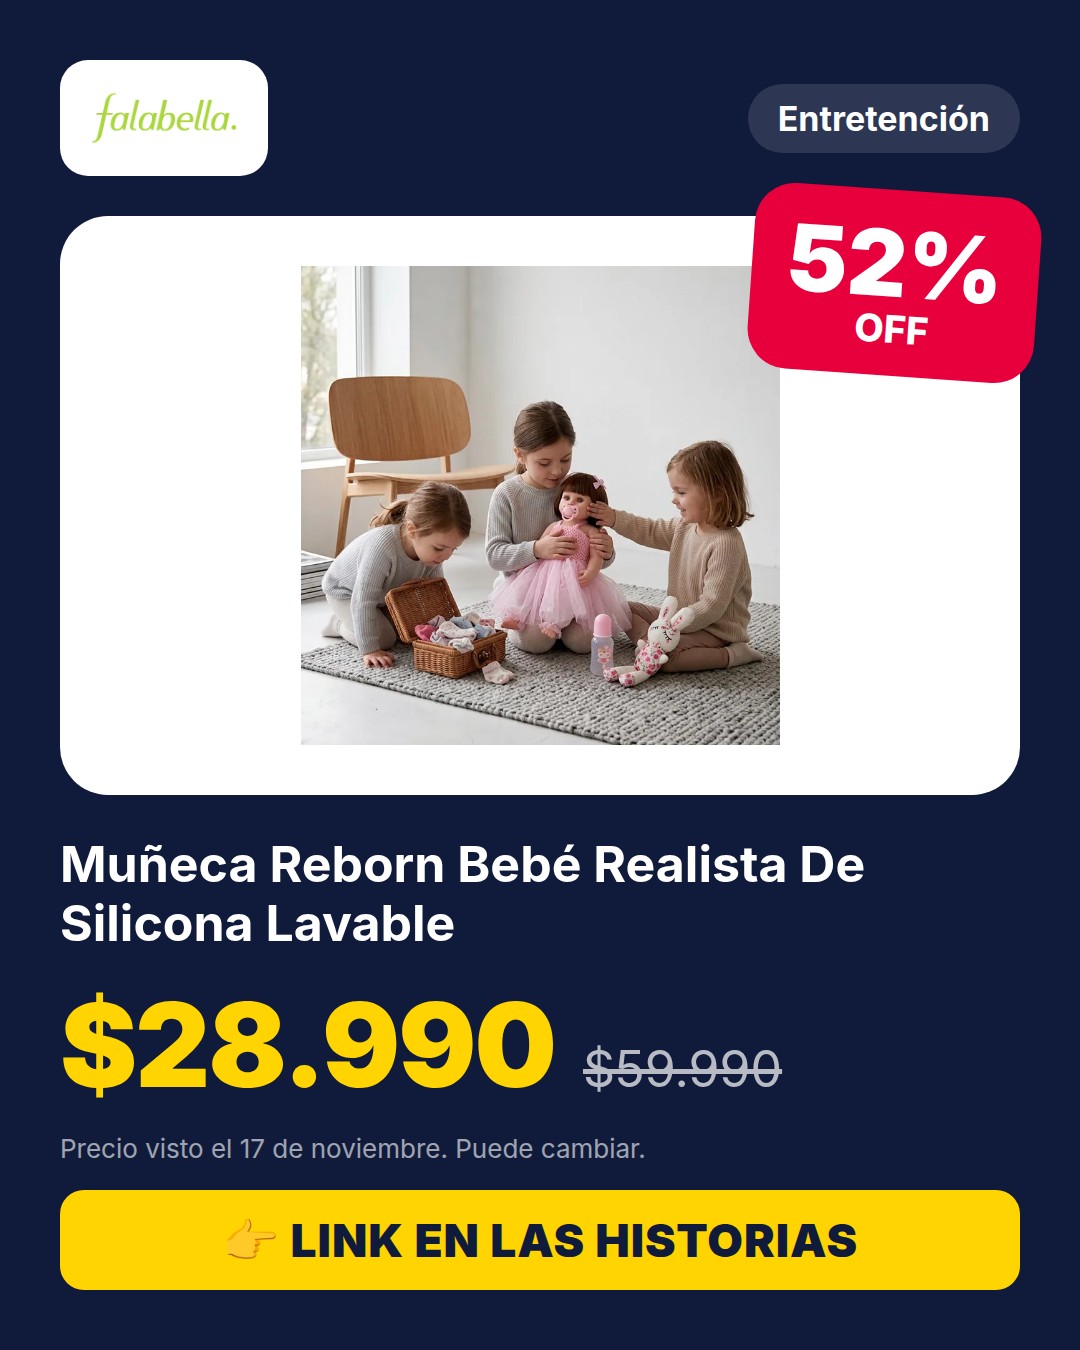 falabella.
Entretención
52%
OFF
Muñeca Reborn Bebé Realista De
Silicona Lavable
$28.990 $59.990
Precio visto el 17 de noviembre. Puede cambiar.
👉 LINK EN LAS HISTORIAS